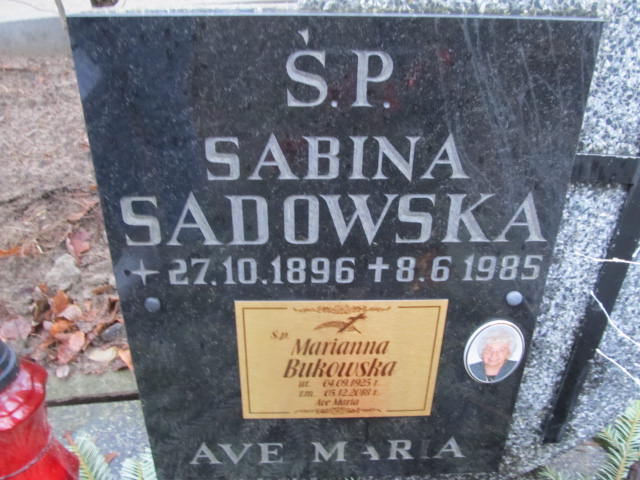 Ś.P.
SABINA
SADOWSKA
+ 27.10.1896 + 8.6 1985
Ś.p.
Marianna
Bukowska
ur. 04.09.1925 r.
zm. 05.12.2018 r.
Ave Maria
AVE MARIA